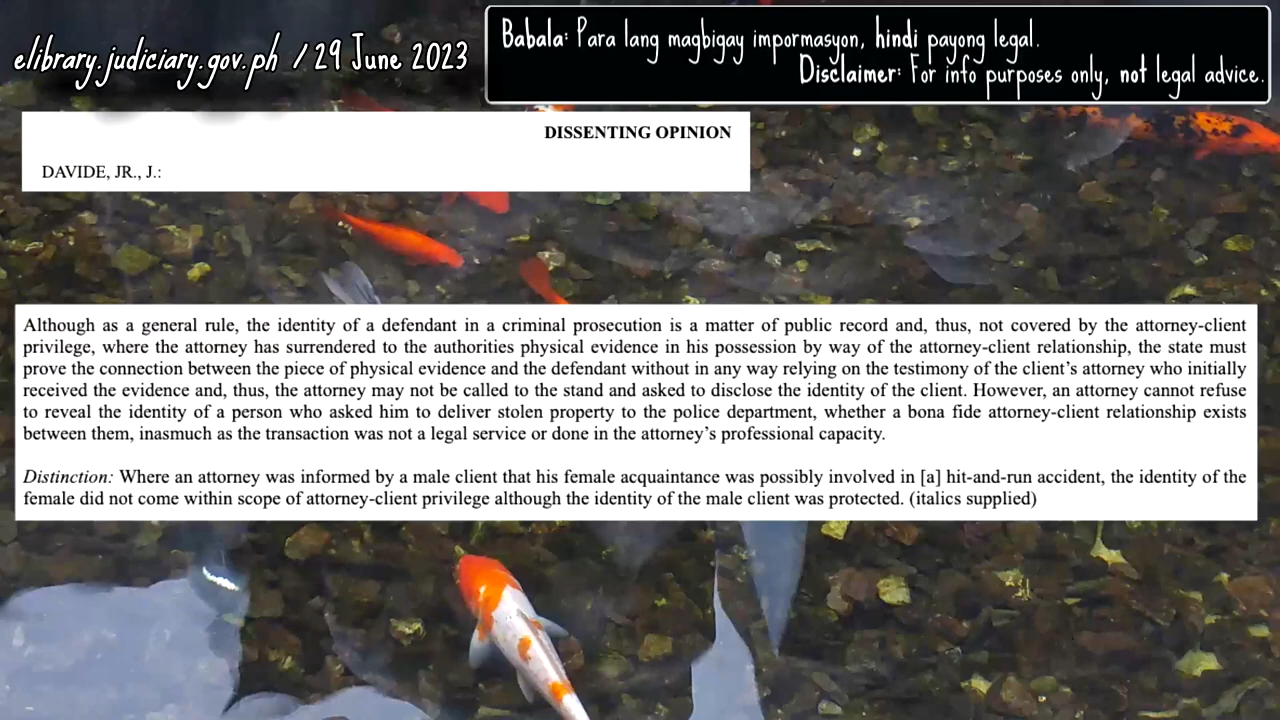 elibrary.judiciary.gov.ph / 29 June 2023
Babala: Para lang magbigay impormasyon, hindi payong legal.
Disclaimer: For info purposes only, not legal advice.
DISSENTING OPINION
DAVIDE, JR., J.:
Although as a general rule, the identity of a defendant in a criminal prosecution is a matter of public record and, thus, not covered by the attorney-client
privilege, where the attorney has surrendered to the authorities physical evidence in his possession by way of the attorney-client relationship, the state must
prove the connection between the piece of physical evidence and the defendant without in any way relying on the testimony of the client's attorney who initially
received the evidence and, thus, the attorney may not be called to the stand and asked to disclose the identity of the client. However, an attorney cannot refuse
to reveal the identity of a person who asked him to deliver stolen property to the police department, whether a bona fide attorney-client relationship exists
between them, inasmuch as the transaction was not a legal service or done in the attorney's professional capacity.
Distinction: Where an attorney was informed by a male client that his female acquaintance was possibly involved in [a] hit-and-run accident, the identity of the
female did not come within scope of attorney-client privilege although the identity of the male client was protected. (italics supplied)